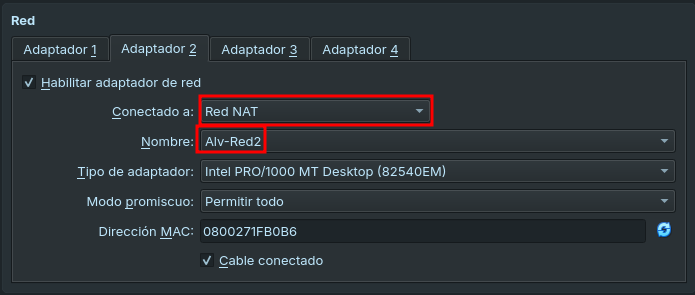 Red
Adaptador 1 Adaptador 2 Adaptador 3 Adaptador 4
Habilitar adaptador de red
Conectado a: Red NAT
Nombre: Alv-Red2
Tipo de adaptador: Intel PRO/1000 MT Desktop (82540EM)
Modo promiscuo: Permitir todo
Dirección MAC: 0800271FB0B6
Cable conectado